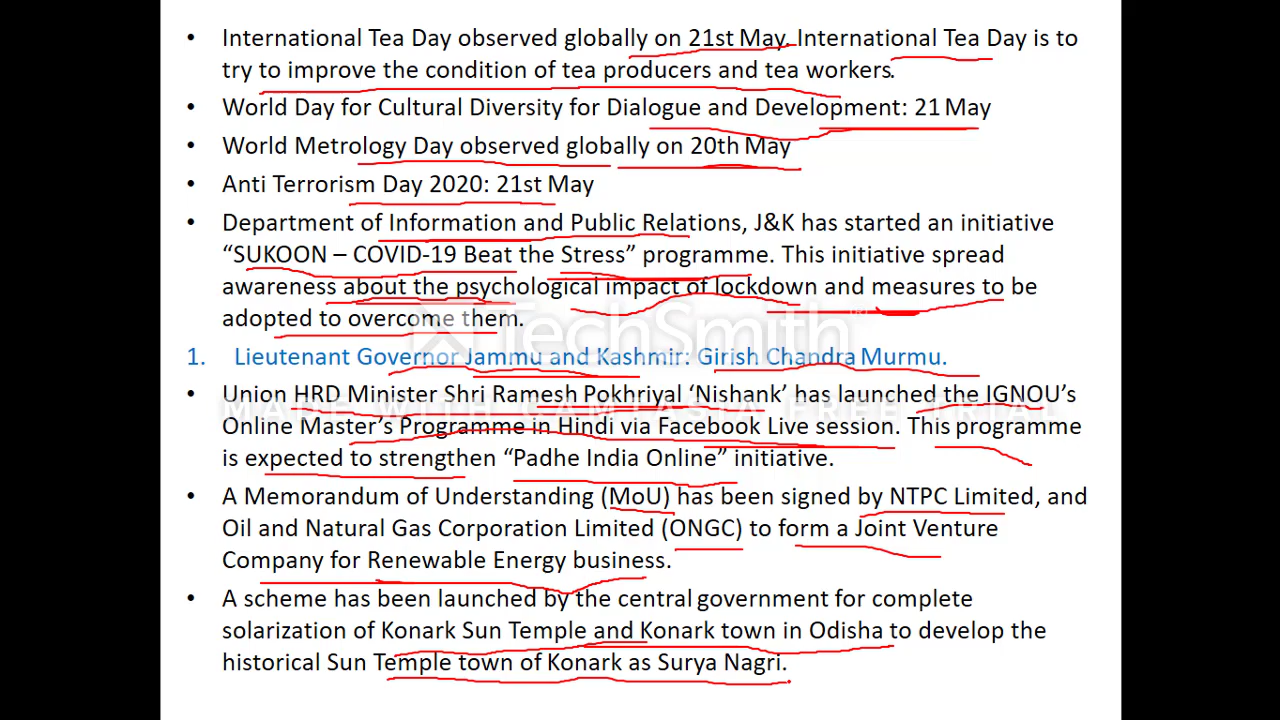 • International Tea Day observed globally on 21st May. International Tea Day is to
try to improve the condition of tea producers and tea workers.
• World Day for Cultural Diversity for Dialogue and Development: 21 May
• World Metrology Day observed globally on 20th May
• Anti Terrorism Day 2020: 21st May
• Department of Information and Public Relations, J&K has started an initiative
“SUKOON – COVID-19 Beat the Stress” programme. This initiative spread
awareness about the psychological impact of lockdown and measures to be
adopted to overcome them.
TechSmith
1. Lieutenant Governor Jammu and Kashmir: Girish Chandra Murmu.
• Union HRD Minister Shri Ramesh Pokhriyal ‘Nishank’ has launched the IGNOU’s
MADE WITH CAMTASIA FREE TRIAL
Online Master’s Programme in Hindi via Facebook Live session. This programme
is expected to strengthen “Padhe India Online” initiative.
• A Memorandum of Understanding (MoU) has been signed by NTPC Limited, and
Oil and Natural Gas Corporation Limited (ONGC) to form a Joint Venture
Company for Renewable Energy business.
• A scheme has been launched by the central government for complete
solarization of Konark Sun Temple and Konark town in Odisha to develop the
historical Sun Temple town of Konark as Surya Nagri.